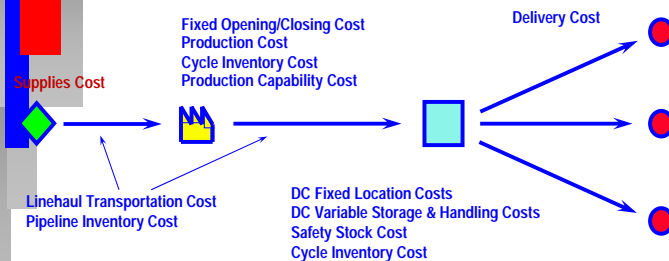 Fixed Opening/Closing Cost
Production Cost
Cycle Inventory Cost
Production Capability Cost
Delivery Cost
Supplies Cost
Linehaul Transportation Cost
Pipeline Inventory Cost
DC Fixed Location Costs
DC Variable Storage & Handling Costs
Safety Stock Cost
Cycle Inventory Cost